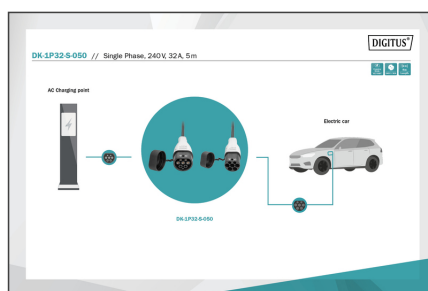 DIGITUS®
DK-1P32-S-050 // Single Phase, 240V, 32A, 5m
AC Charging point
Electric car
DK-1P32-S-050